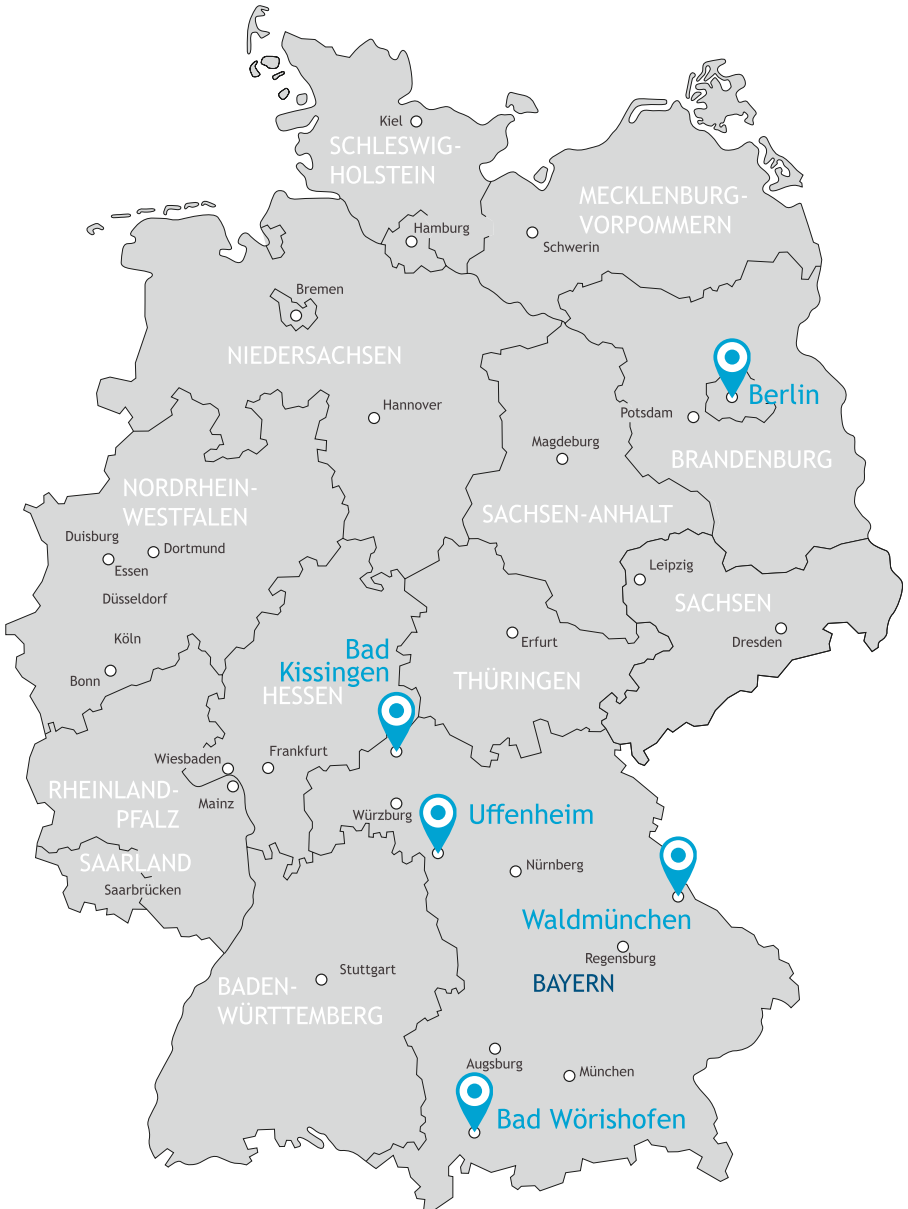 Kiel
SCHLESWIG-
HOLSTEIN
MECKLENBURG-
VORPOMMERN
Hamburg
Schwerin
Bremen
NIEDERSACHSEN
Berlin
Hannover
Potsdam
Magdeburg
BRANDENBURG
NORDRHEIN-
WESTFALEN
SACHSEN-ANHALT
Duisburg
Dortmund
Essen
Leipzig
Düsseldorf
SACHSEN
Köln
Erfurt
Dresden
Bad
Kissingen
Bonn
THÜRINGEN
HESSEN
Wiesbaden
Frankfurt
RHEINLAND-
PFALZ
Mainz
Würzburg
Uffenheim
SAARLAND
Nürnberg
Saarbrücken
Waldmünchen
Regensburg
Stuttgart
BAYERN
BADEN-
WÜRTTEMBERG
Augsburg
München
Bad Wörishofen